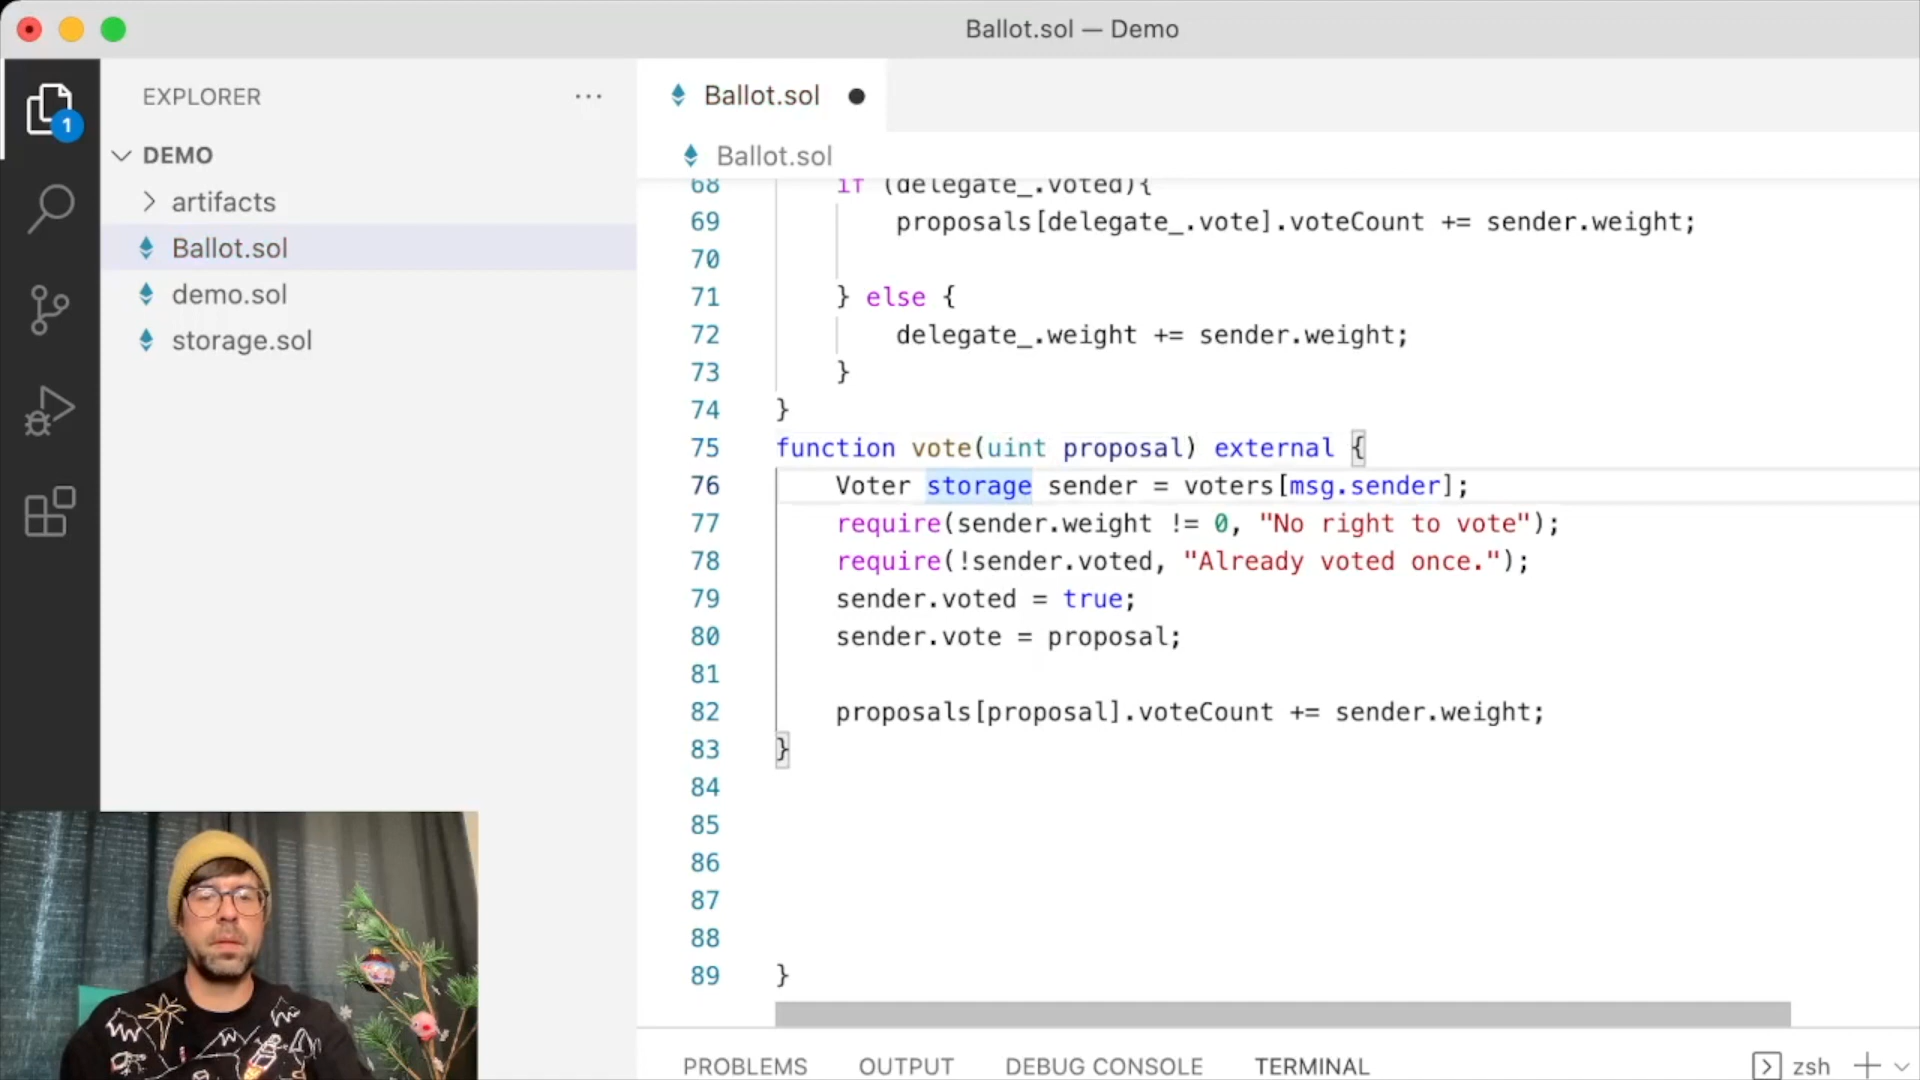 Ballot.sol — Demo
1
EXPLORER
...
DEMO
artifacts
Ballot.sol
demo.sol
storage.sol
Ballot.sol
Ballot.sol
68 if (delegate_.voted){
69 proposals[delegate_.vote].voteCount += sender.weight;
70
71 } else {
72 delegate_.weight += sender.weight;
73 }
74 }
75 function vote(uint proposal) external {
76 Voter storage sender = voters[msg.sender];
77 require(sender.weight != 0, "No right to vote");
78 require(!sender.voted, "Already voted once.");
79 sender.voted = true;
80 sender.vote = proposal;
81
82 proposals[proposal].voteCount += sender.weight;
83 }
84
85
86
87
88
89 }
PROBLEMS OUTPUT DEBUG CONSOLE TERMINAL zsh